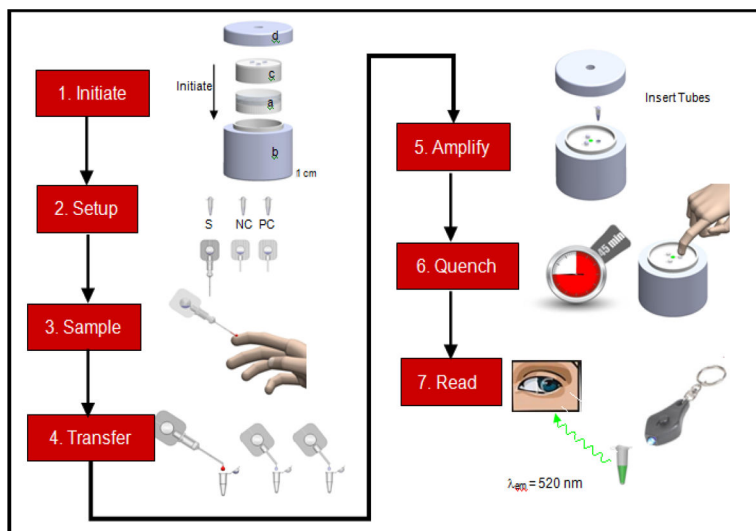 1. Initiate
2. Setup
3. Sample
4. Transfer
Initiate
d
c
a
b
1 cm
S NC PC
5. Amplify
6. Quench
7. Read
Insert Tubes
45 min
λem = 520 nm